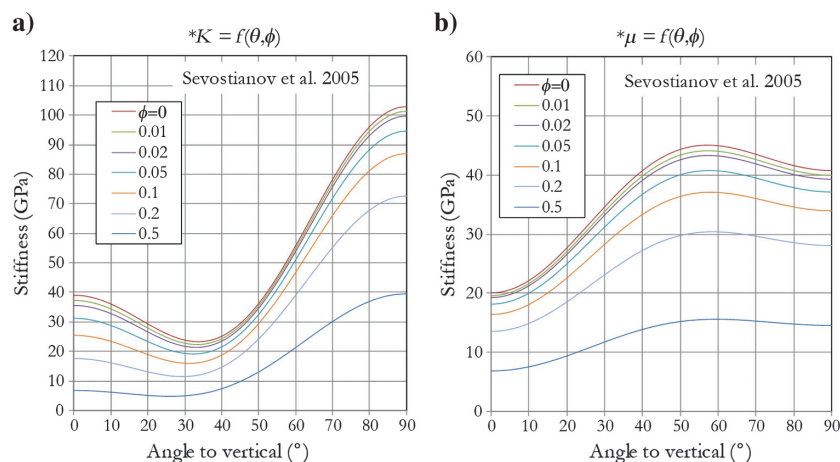 a)
*K = f(θ,ϕ)
Stiffness (GPa)
120
110
100
90
80
70
60
50
40
30
20
10
0
Sevostianov et al. 2005
ϕ=0
0.01
0.02
0.05
0.1
0.2
0.5
0 10 20 30 40 50 60 70 80 90
Angle to vertical (°)
b)
*μ = f(θ,ϕ)
Stiffness (GPa)
60
50
40
30
20
10
0
Sevostianov et al. 2005
ϕ=0
0.01
0.02
0.05
0.1
0.2
0.5
0 10 20 30 40 50 60 70 80 90
Angle to vertical (°)